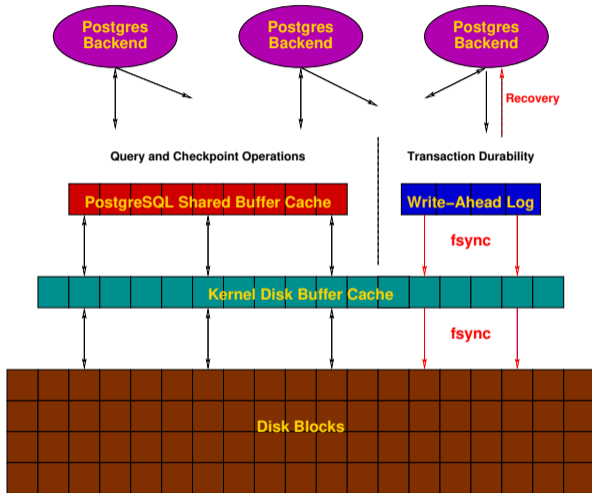 Postgres
Backend
Postgres
Backend
Postgres
Backend
Recovery
Query and Checkpoint Operations
Transaction Durability
PostgreSQL Shared Buffer Cache
Write−Ahead Log
fsync
Kernel Disk Buffer Cache
fsync
Disk Blocks